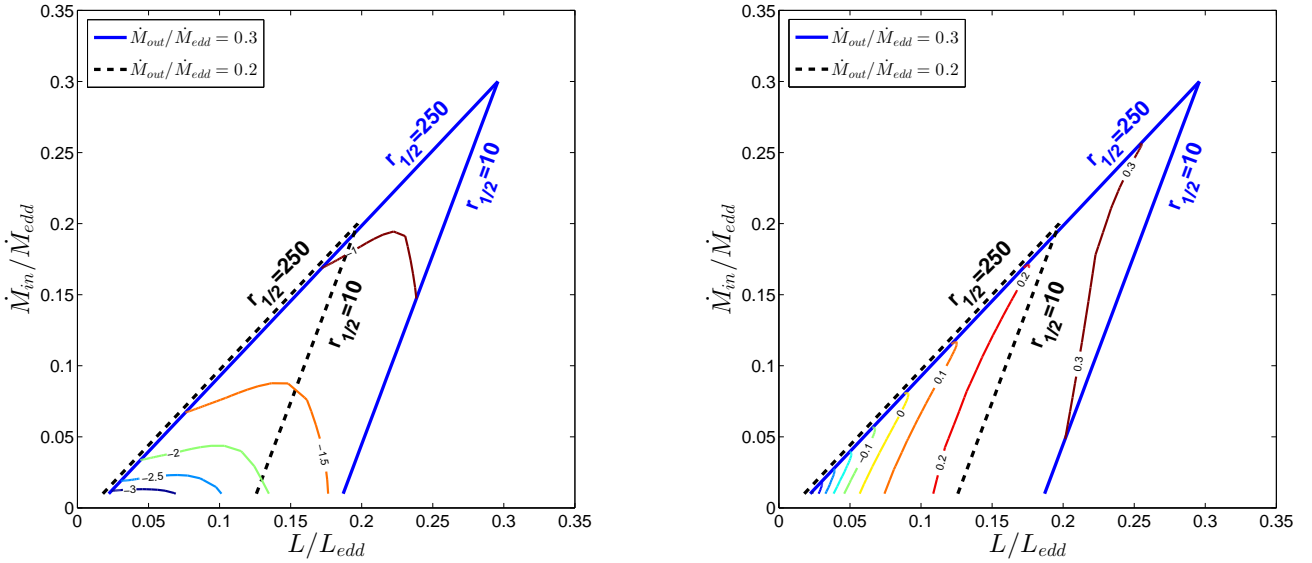 Ṁ_out/Ṁ_edd = 0.3
Ṁ_out/Ṁ_edd = 0.2
Ṁ_in/Ṁ_edd
0.35
0.3
0.25
0.2
0.15
0.1
0.05
0
r_1/2=250
r_1/2=10
r_1/2=250
r_1/2=10
−1
−1.5
−2
−2.5
−3
0 0.05 0.1 0.15 0.2 0.25 0.3 0.35
L/L_edd
Ṁ_out/Ṁ_edd = 0.3
Ṁ_out/Ṁ_edd = 0.2
Ṁ_in/Ṁ_edd
0.35
0.3
0.25
0.2
0.15
0.1
0.05
0
r_1/2=250
r_1/2=10
r_1/2=250
r_1/2=10
0.3
0.2
0.3
0.1
0
0.2
−0.1
0 0.05 0.1 0.15 0.2 0.25 0.3 0.35
L/L_edd